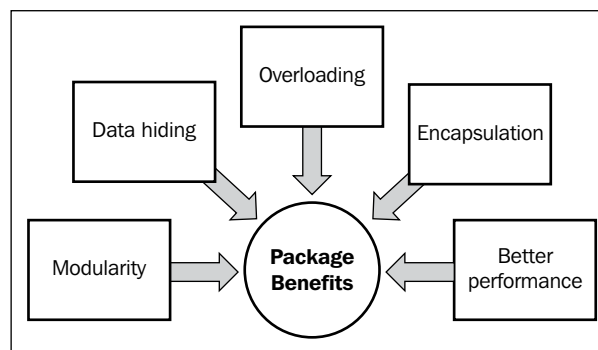 Overloading
Data hiding
Encapsulation
Modularity
Package
Benefits
Better
performance